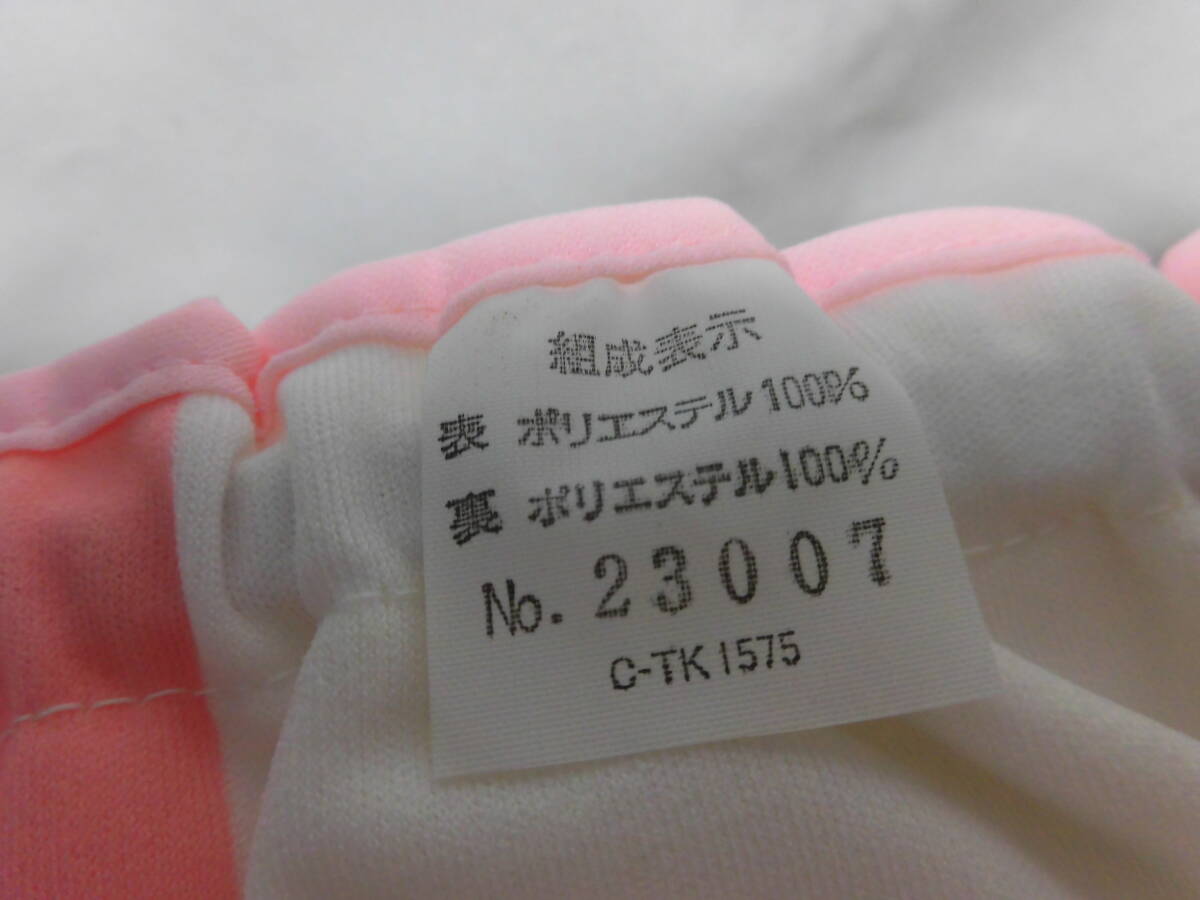 組成表示
表 ポリエステル100%
裏 ポリエステル100%
No. 23007
C-TK1575